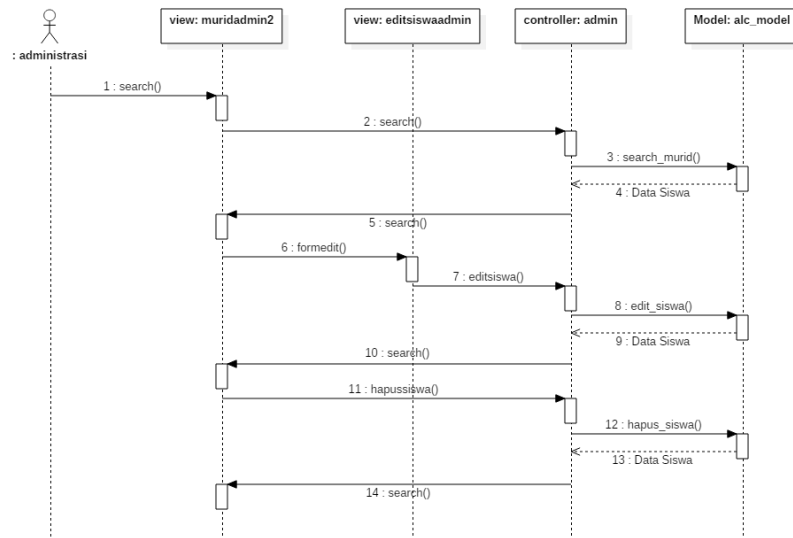 view: muridadmin2
view: editsiswaadmin
controller: admin
Model: alc_model
: administrasi
1 : search()
2 : search()
3 : search_murid()
4 : Data Siswa
5 : search()
6 : formedit()
7 : editsiswa()
8 : edit_siswa()
9 : Data Siswa
10 : search()
11 : hapussiswa()
12 : hapus_siswa()
13 : Data Siswa
14 : search()